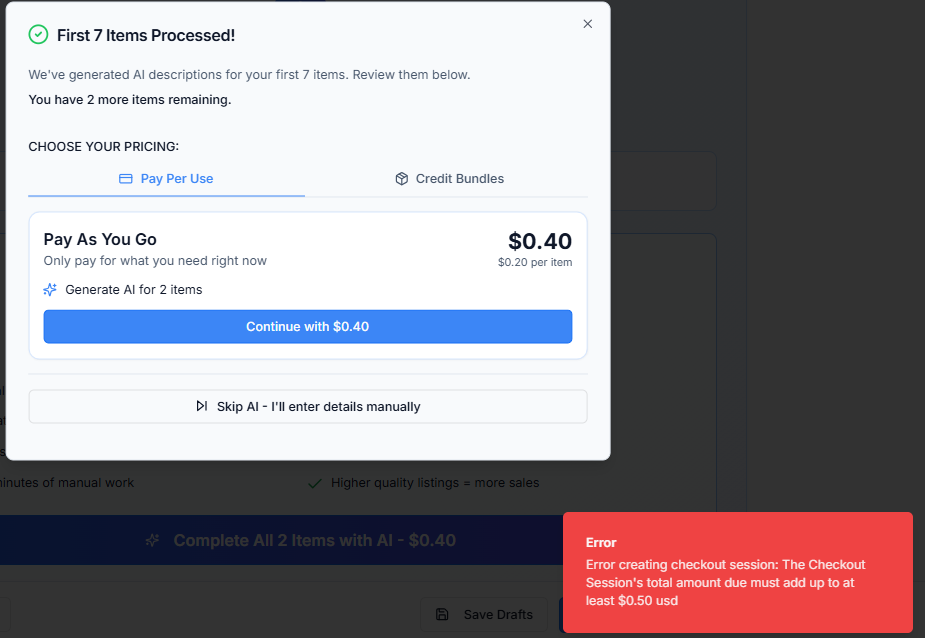 First 7 Items Processed!
We've generated AI descriptions for your first 7 items. Review them below.
You have 2 more items remaining.
CHOOSE YOUR PRICING:
Pay Per Use
Credit Bundles
Pay As You Go
$0.40
Only pay for what you need right now
$0.20 per item
Generate AI for 2 items
Continue with $0.40
Skip AI - I'll enter details manually
minutes of manual work
Higher quality listings = more sales
Complete All 2 Items with AI - $0.40
Save Drafts
Error
Error creating checkout session: The Checkout
Session's total amount due must add up to at
least $0.50 usd